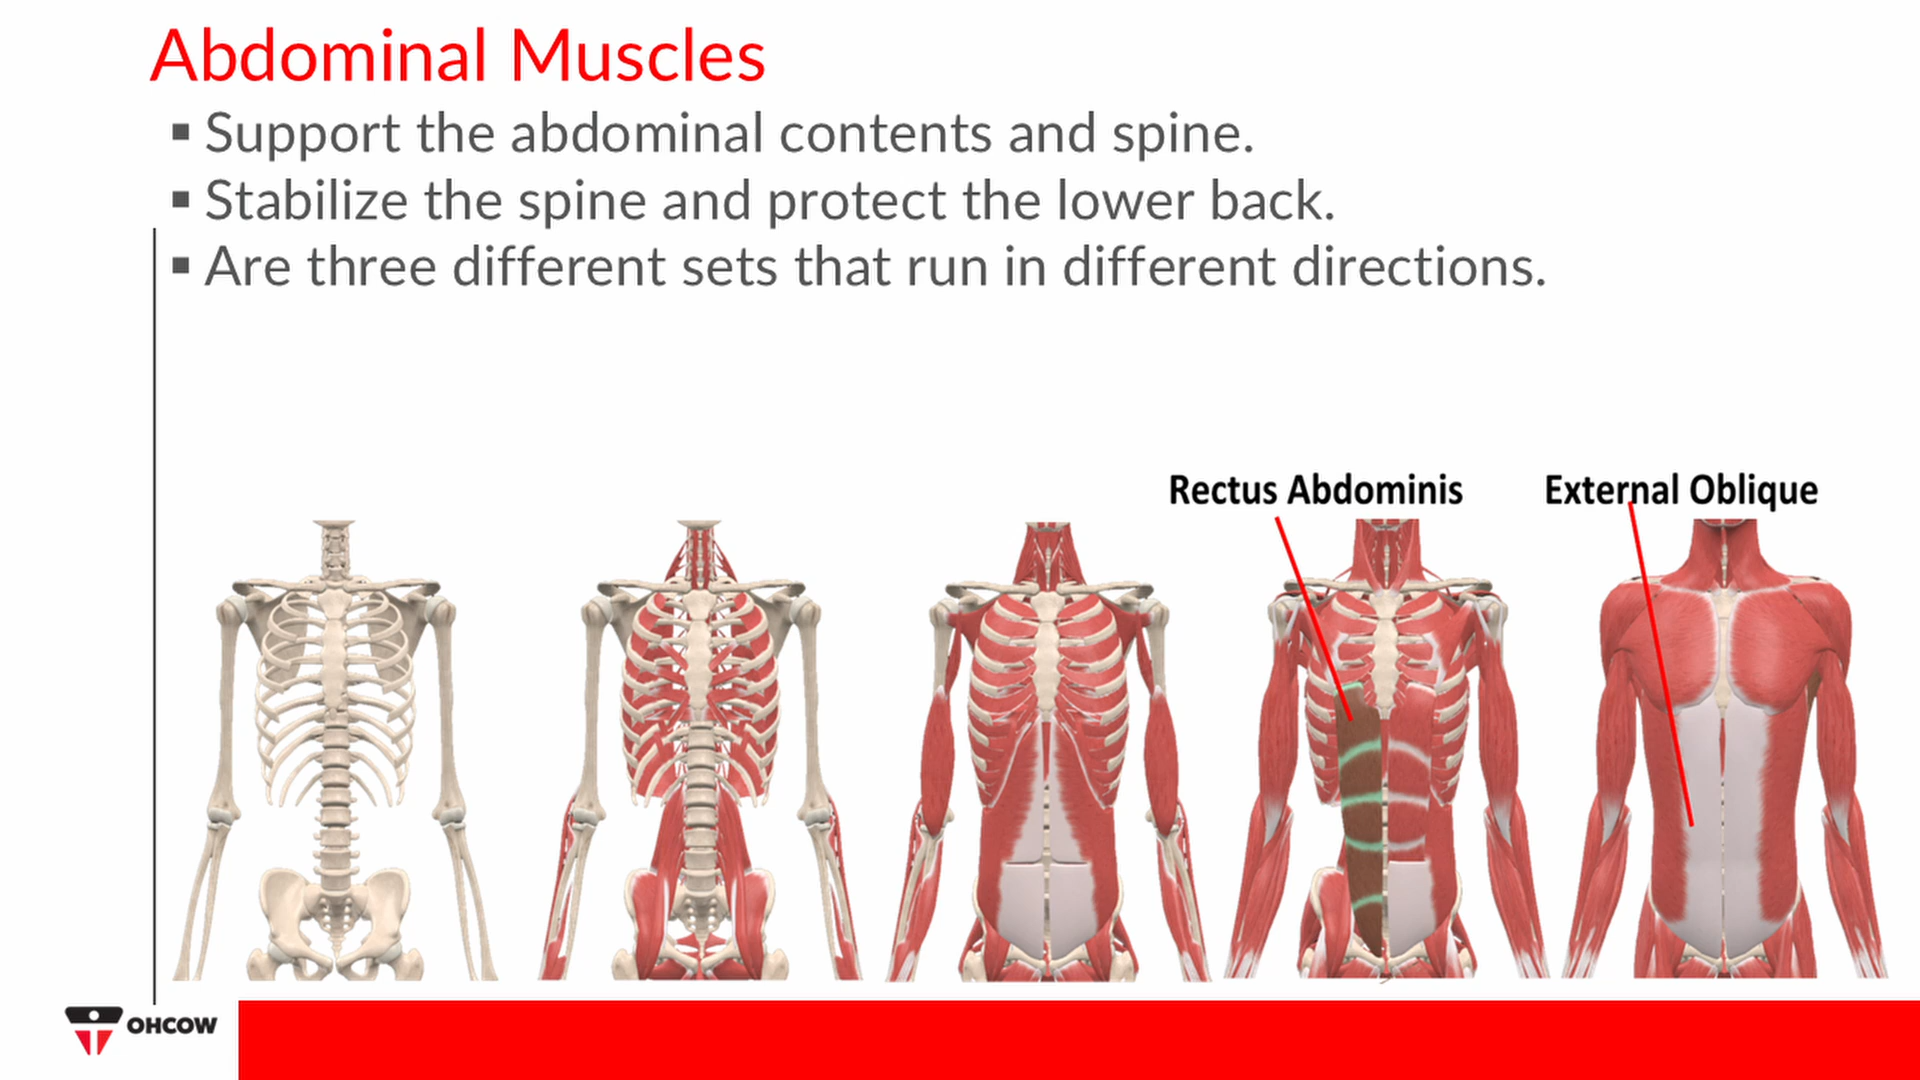 Abdominal Muscles
▪ Support the abdominal contents and spine.
▪ Stabilize the spine and protect the lower back.
▪ Are three different sets that run in different directions.
Rectus Abdominis
External Oblique
OHCOW